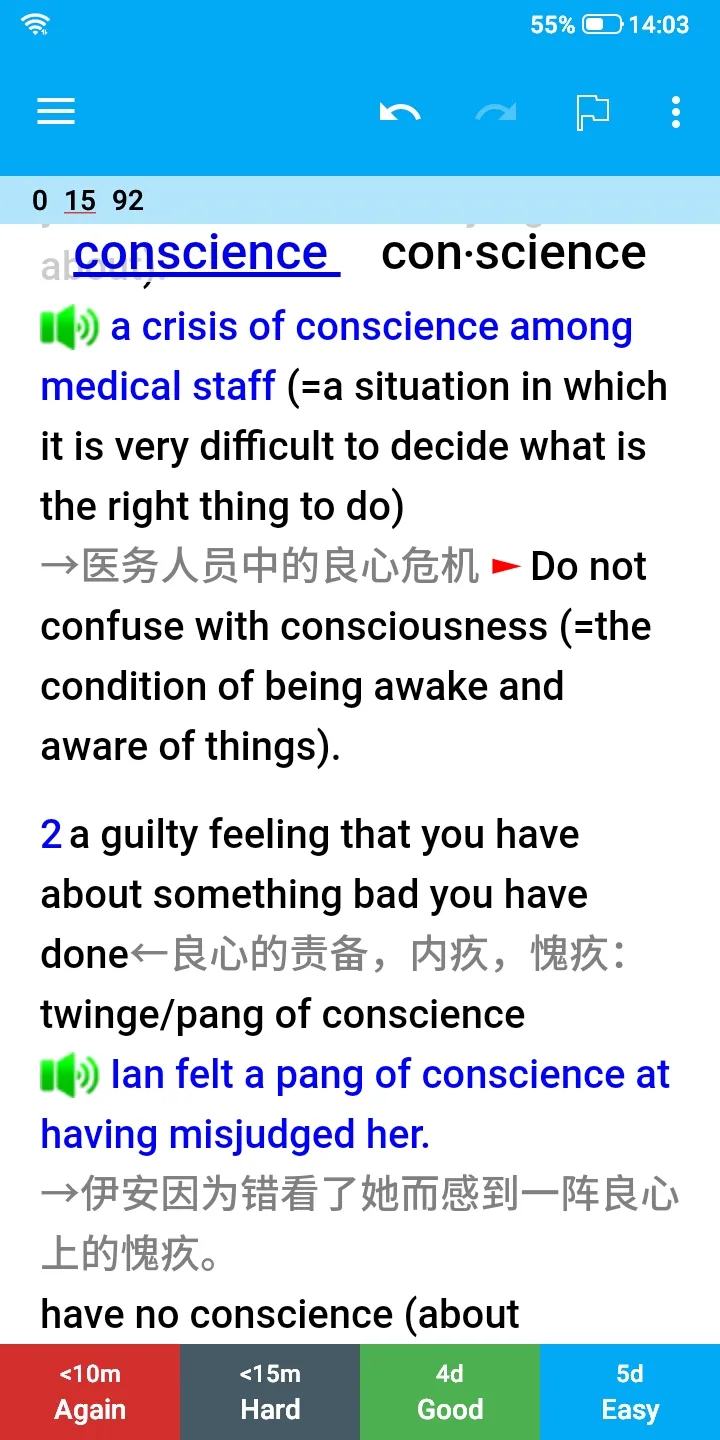 55% 14:03
0 15 92
conscience con·science
about).
a crisis of conscience among
medical staff (=a situation in which
it is very difficult to decide what is
the right thing to do)
→医务人员中的良心危机 ► Do not
confuse with consciousness (=the
condition of being awake and
aware of things).
2 a guilty feeling that you have
about something bad you have
done←良心的责备，内疚，愧疚：
twinge/pang of conscience
Ian felt a pang of conscience at
having misjudged her.
→伊安因为错看了她而感到一阵良心
上的愧疚。
have no conscience (about
<10m <15m 4d 5d
Again Hard Good Easy